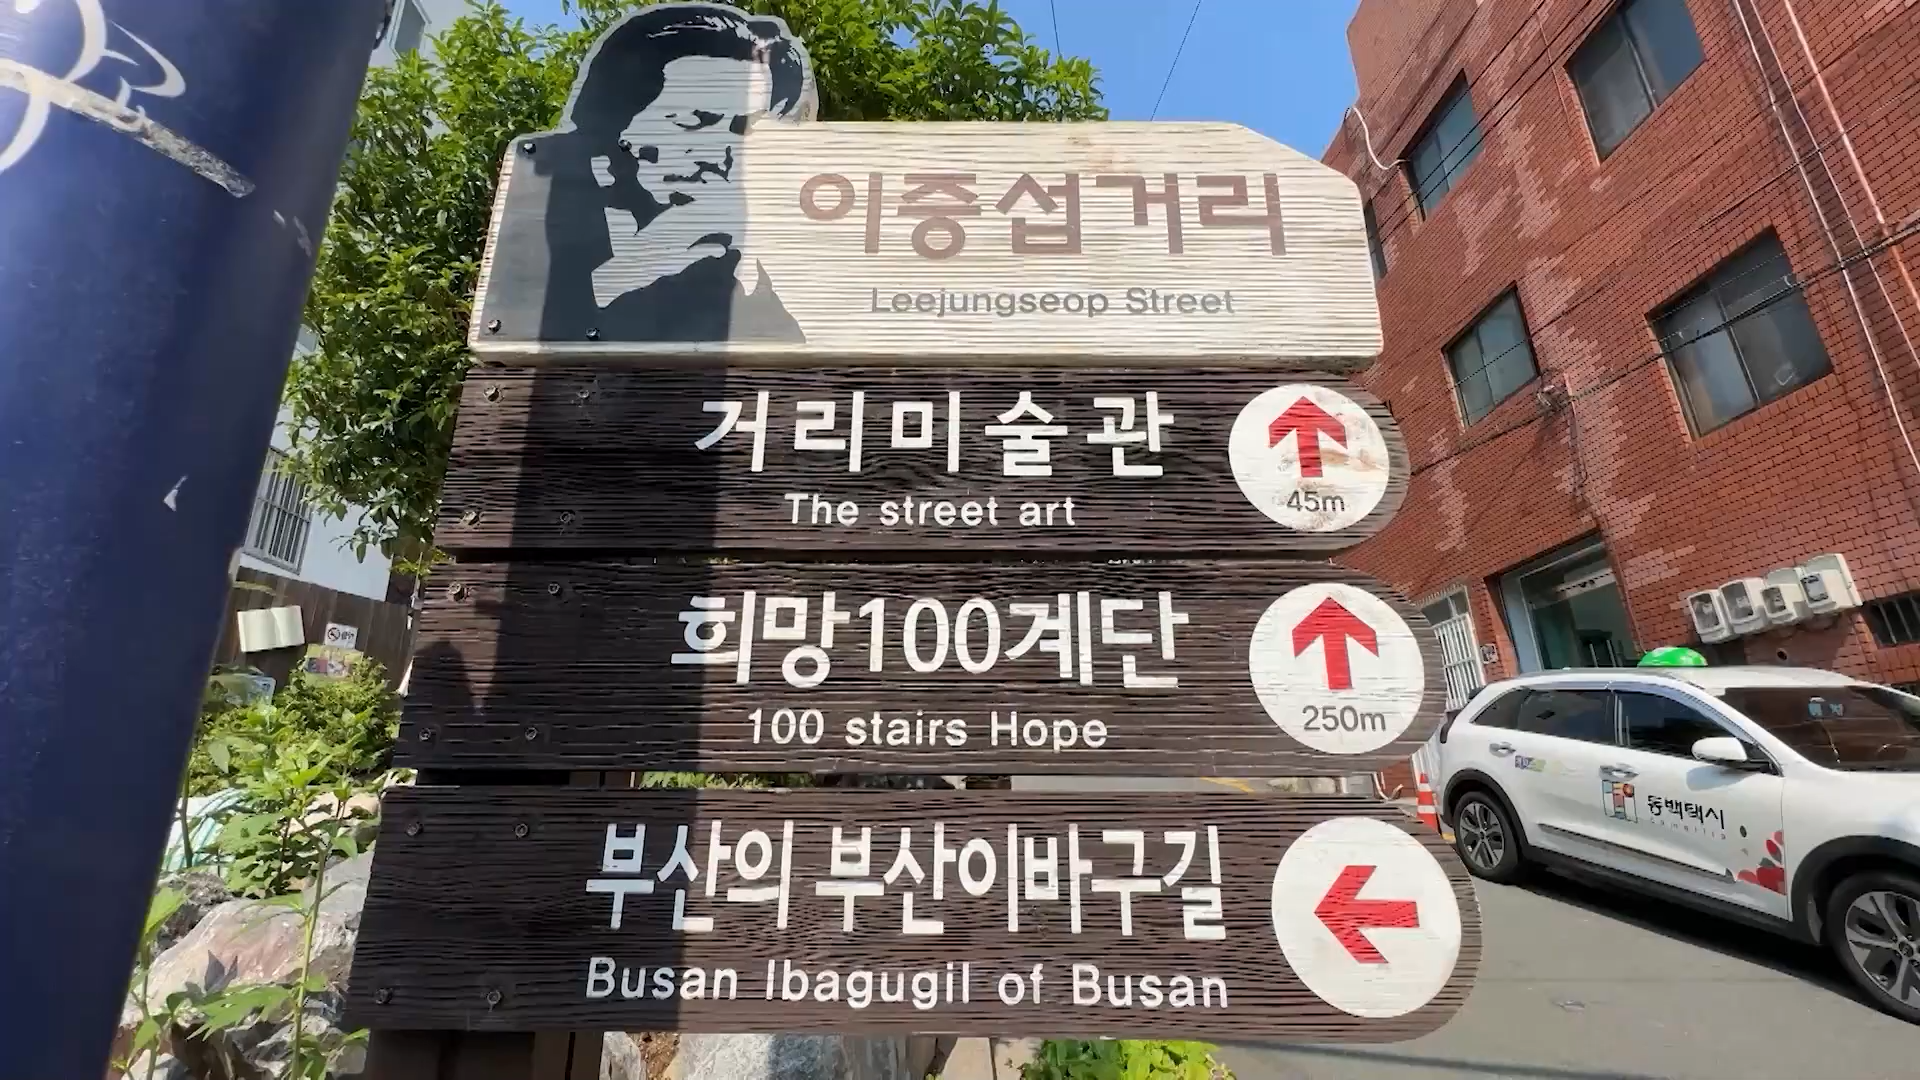 이중섭거리
Leejungseop Street
거리미술관
The street art
45m
희망100계단
100 stairs Hope
250m
부산의 부산이바구길
Busan Ibagugil of Busan
동백택시